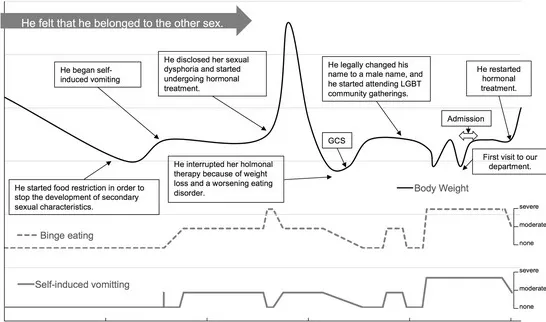 He felt that he belonged to the other sex.
He disclosed her sexual
dysphoria and started
undergoing hormonal
treatment.
He legally changed his
name to a male name, and
he started attending LGBT
community gatherings.
He restarted
hormonal
treatment.
He began self-
induced vomiting
Admission
GCS
He interrupted her holmonal
therapy because of weight
loss and a worsening eating
disorder.
First visit to our
department.
He started food restriction in order to
stop the development of secondary
sexual characteristics.
Body Weight
Binge eating
severe
moderate
none
Self-induced vomitting
severe
moderate
none